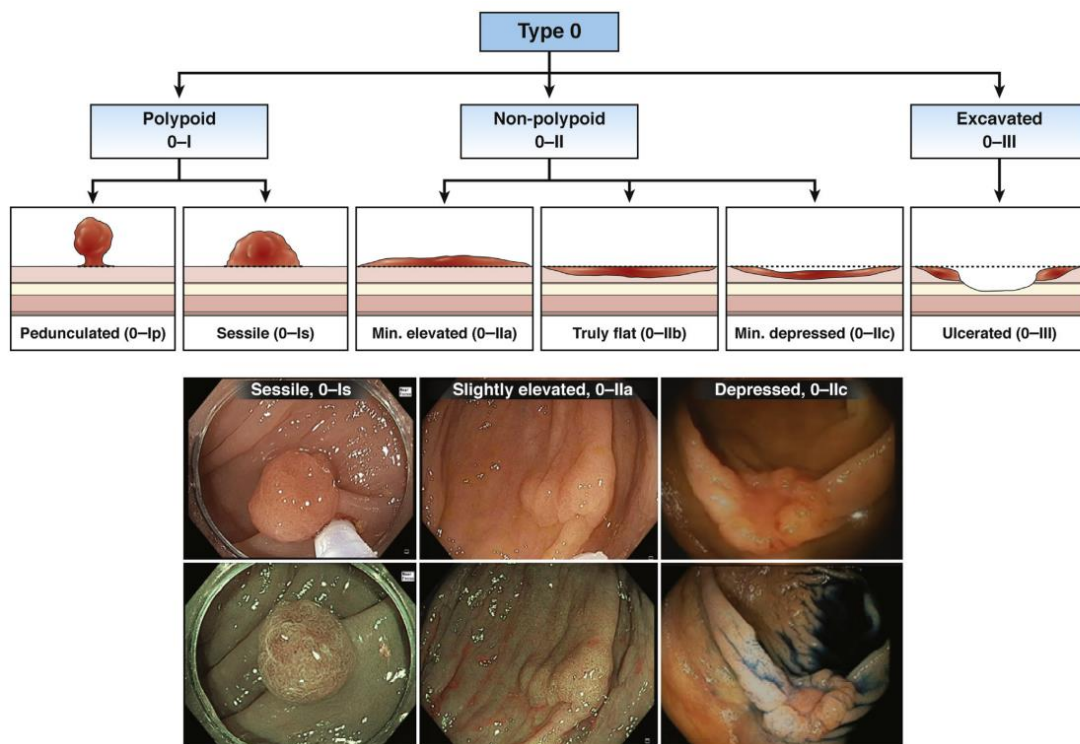 Type 0
Polypoid
0–I
Non-polypoid
0–II
Excavated
0–III
Pedunculated (0–Ip)
Sessile (0–Is)
Min. elevated (0–IIa)
Truly flat (0–IIb)
Min. depressed (0–IIc)
Ulcerated (0–III)
Sessile, 0–Is
Slightly elevated, 0–IIa
Depressed, 0–IIc